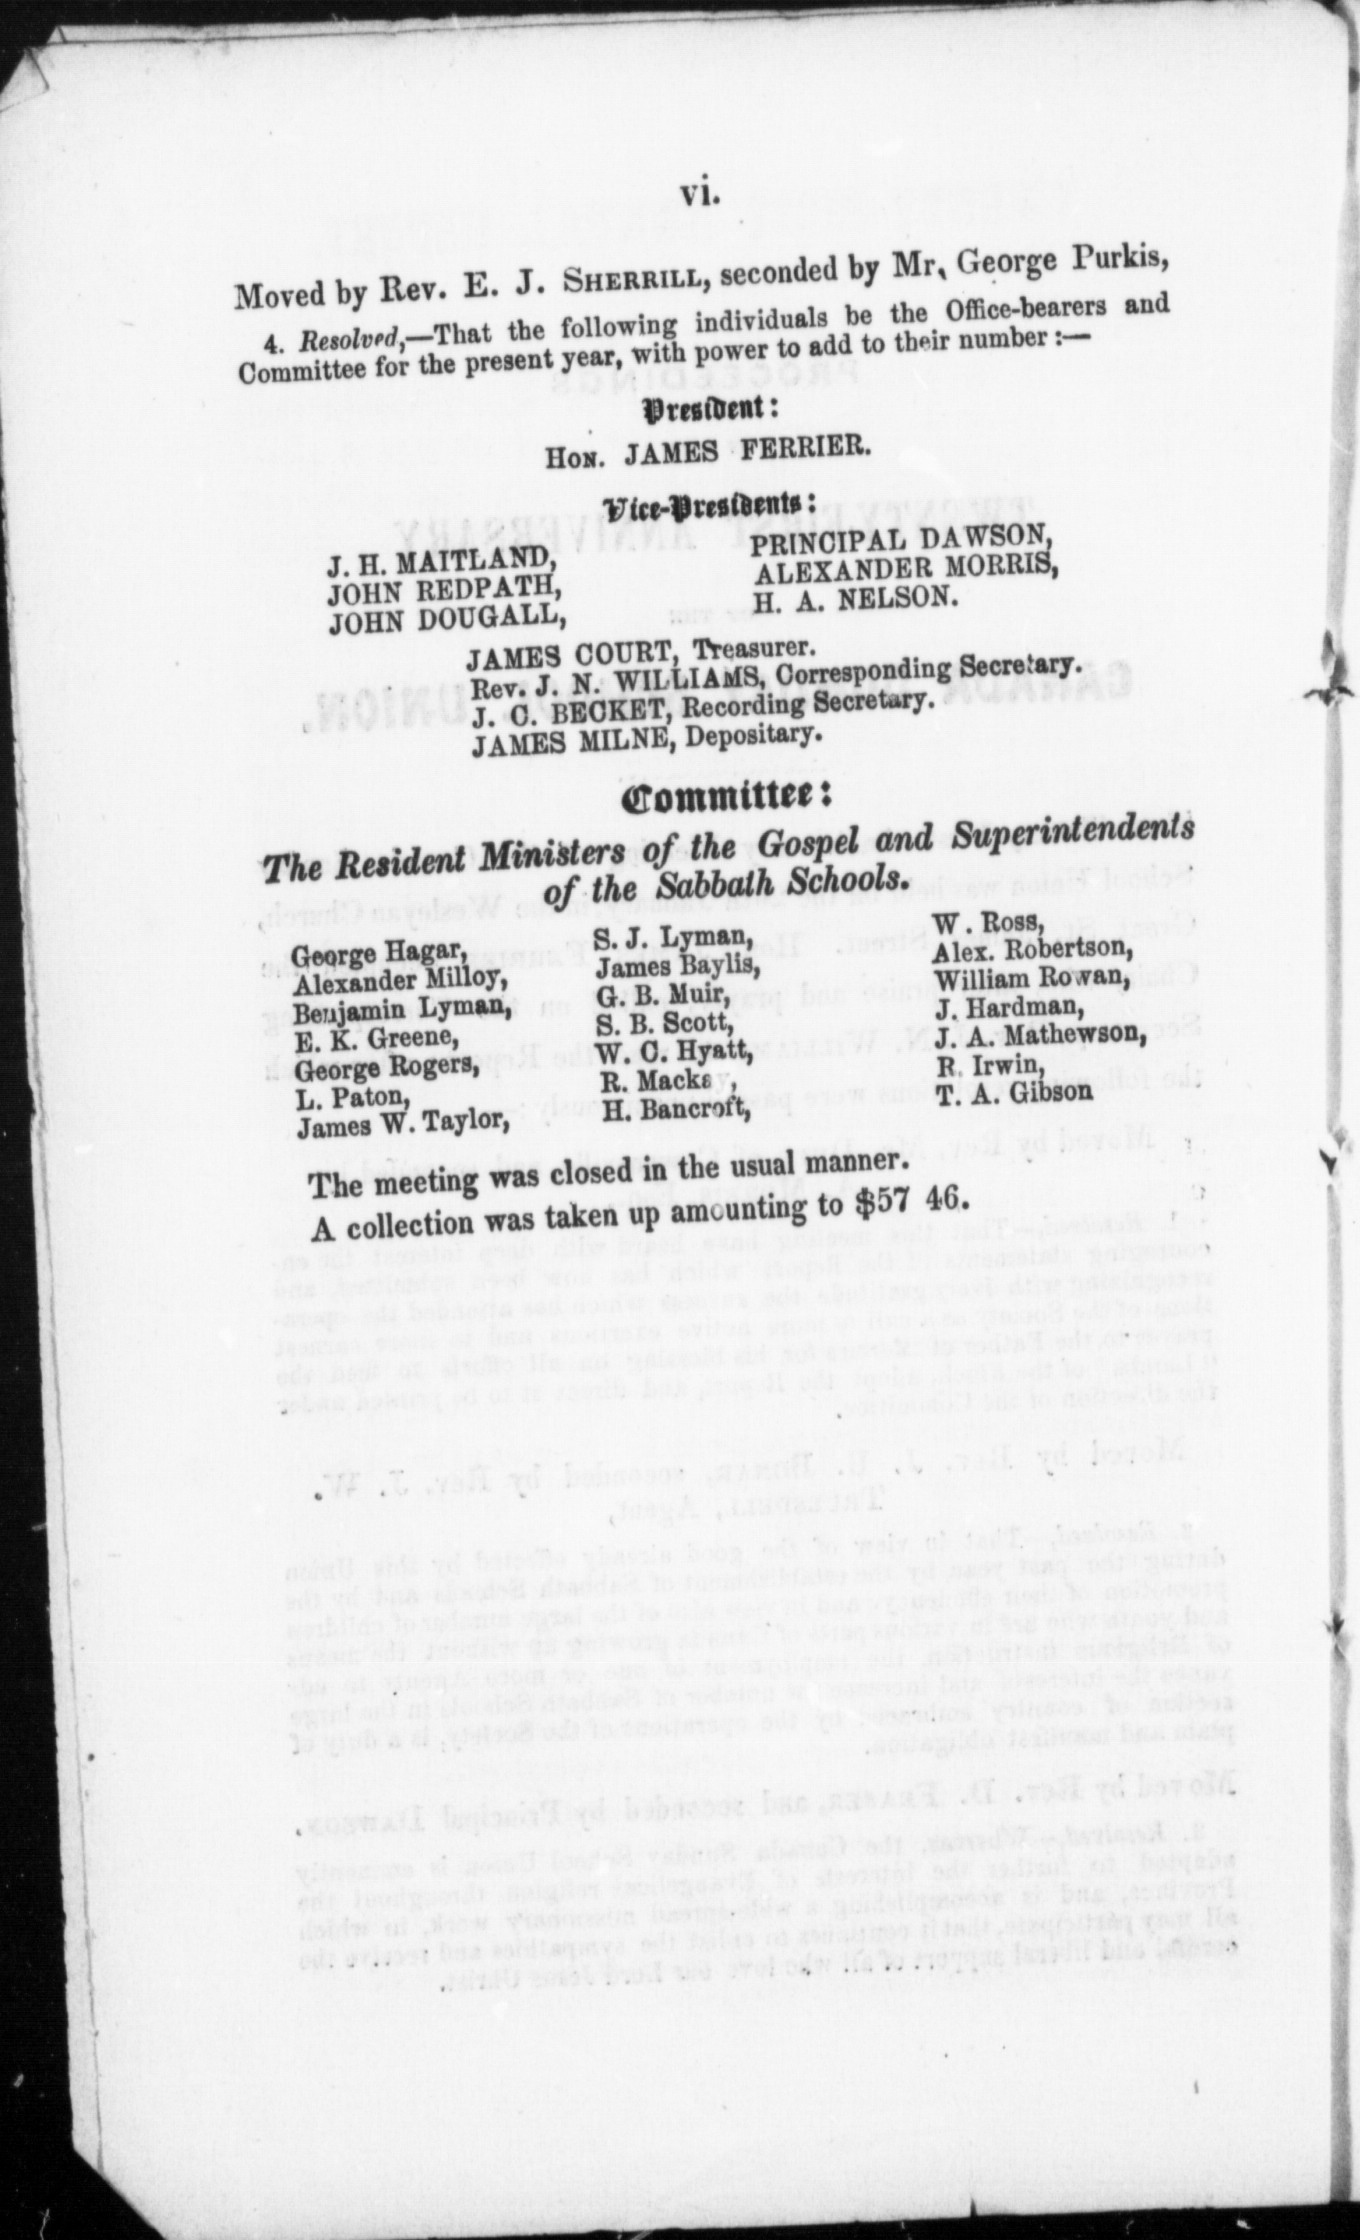 vi.
Moved by Rev. E. J. SHERRILL, seconded by Mr. George Purkis,
4. Resolved,—That the following individuals be the Office-bearers and
Committee for the present year, with power to add to their number :—
President:
HON. JAMES FERRIER.
Vice-Presidents:
J. H. MAITLAND,
JOHN REDPATH,
JOHN DOUGALL,
PRINCIPAL DAWSON,
ALEXANDER MORRIS,
H. A. NELSON.
JAMES COURT, Treasurer.
Rev. J. N. WILLIAMS, Corresponding Secretary.
J. C. BECKET, Recording Secretary.
JAMES MILNE, Depositary.
Committee:
The Resident Ministers of the Gospel and Superintendents
of the Sabbath Schools.
George Hagar,
Alexander Milloy,
Benjamin Lyman,
E. K. Greene,
George Rogers,
L. Paton,
James W. Taylor,
S. J. Lyman,
James Baylis,
G. B. Muir,
S. B. Scott,
W. C. Hyatt,
R. Macka ,
H. Bancroft,
W. Ross,
Alex. Robertson,
William Rowan,
J. Hardman,
J. A. Mathewson,
R. Irwin,
T. A. Gibson
The meeting was closed in the usual manner.
A collection was taken up amounting to $57 46.